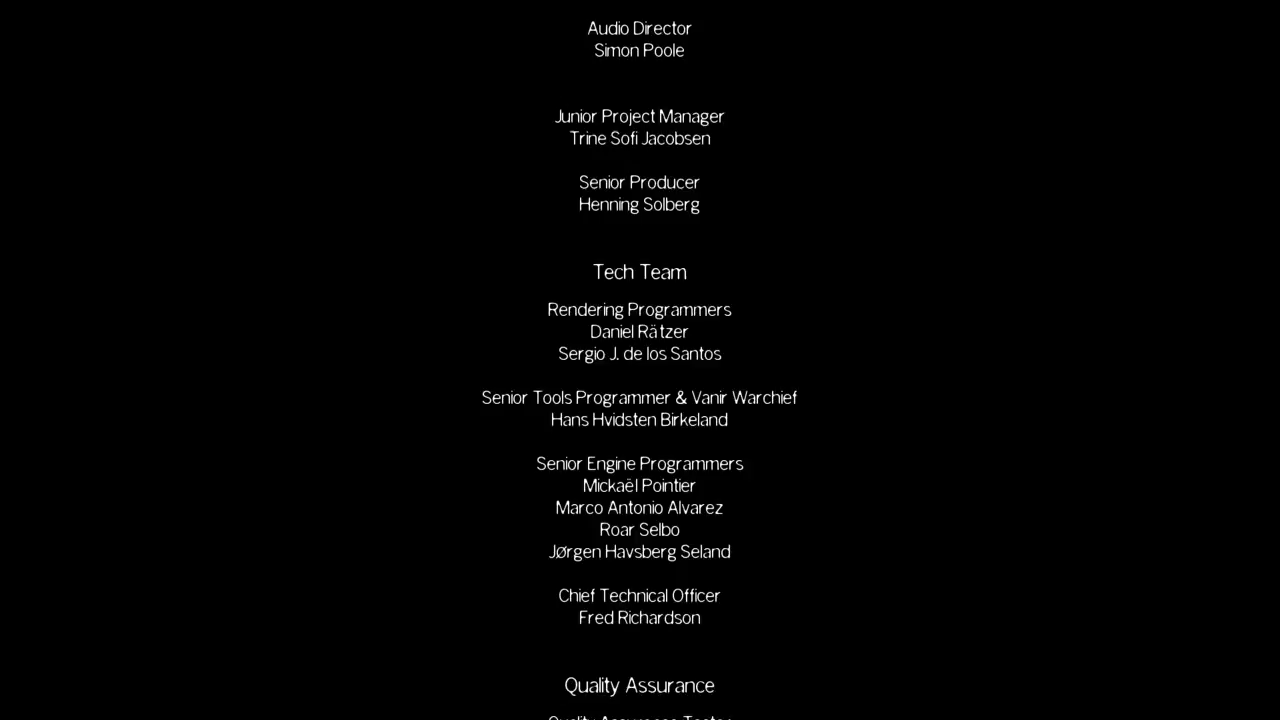 Audio Director
Simon Poole
Junior Project Manager
Trine Sofi Jacobsen
Senior Producer
Henning Solberg
Tech Team
Rendering Programmers
Daniel Rätzer
Sergio J. de los Santos
Senior Tools Programmer & Vanir Warchief
Hans Hvidsten Birkeland
Senior Engine Programmers
Mickaël Pointier
Marco Antonio Alvarez
Roar Selbo
Jørgen Havsberg Seland
Chief Technical Officer
Fred Richardson
Quality Assurance